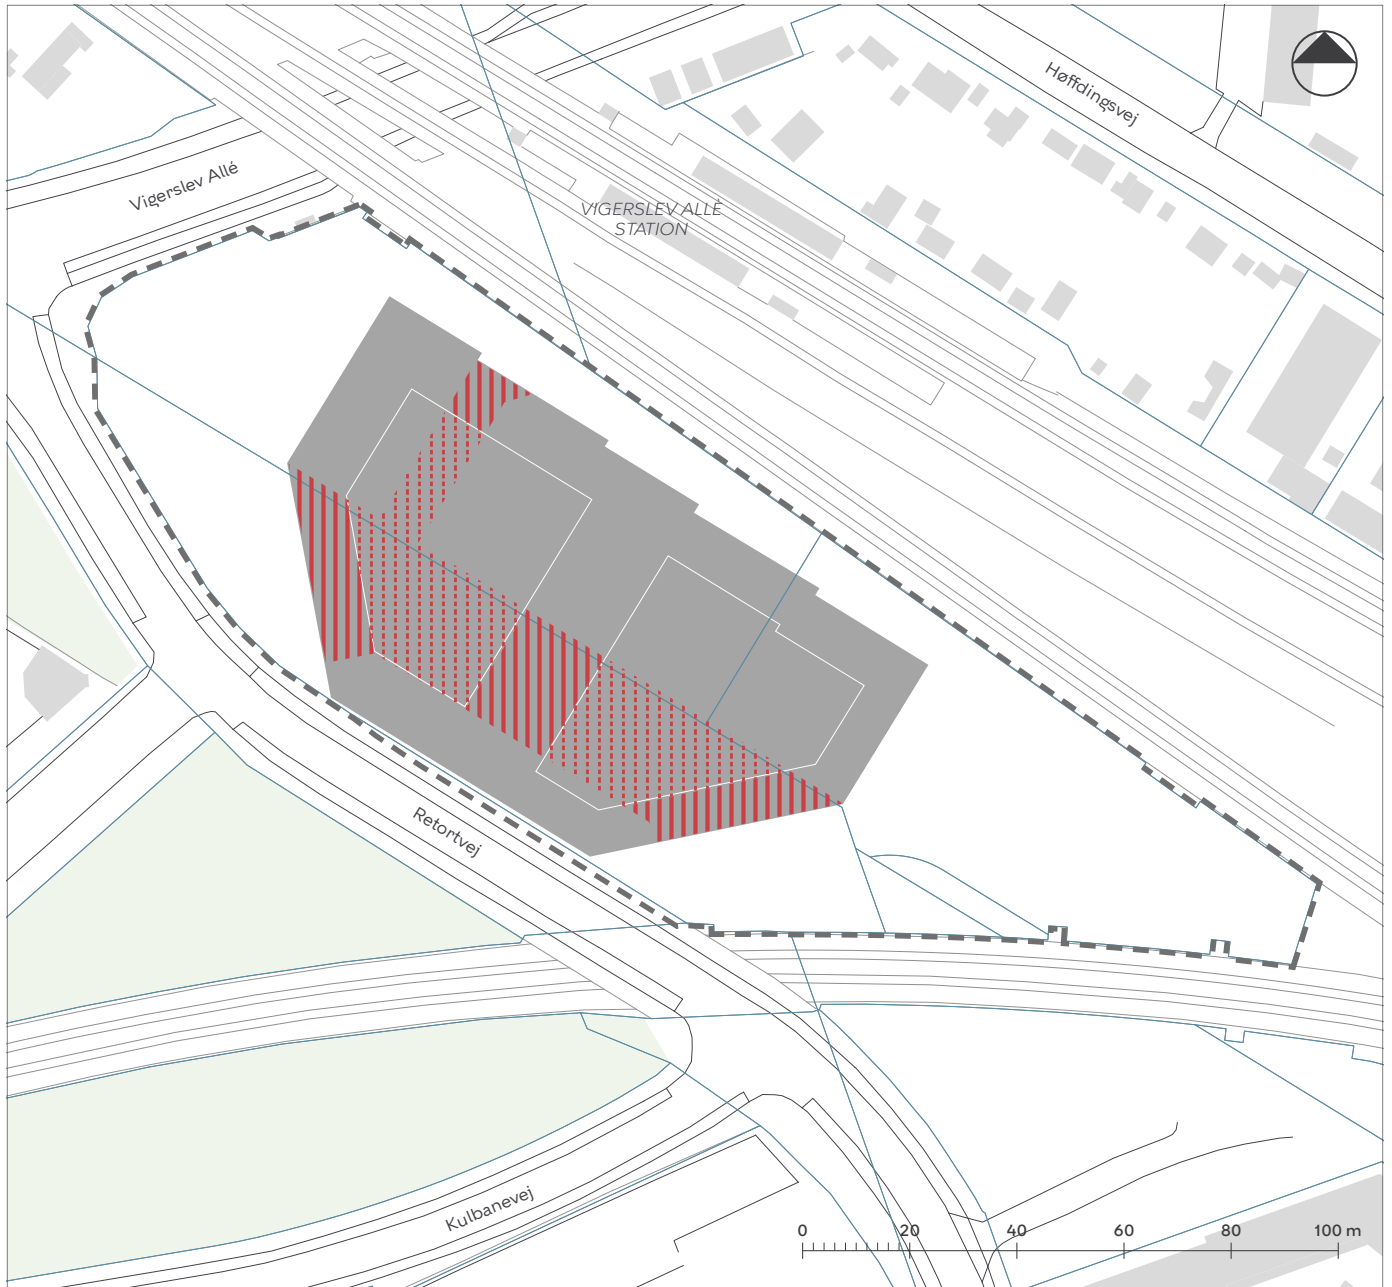 Høffdingsvej
Vigerslev Allé
VIGERSLEV ALLÉ
STATION
Retortvej
Kulbanevej
0 20 40 60 80 100 m